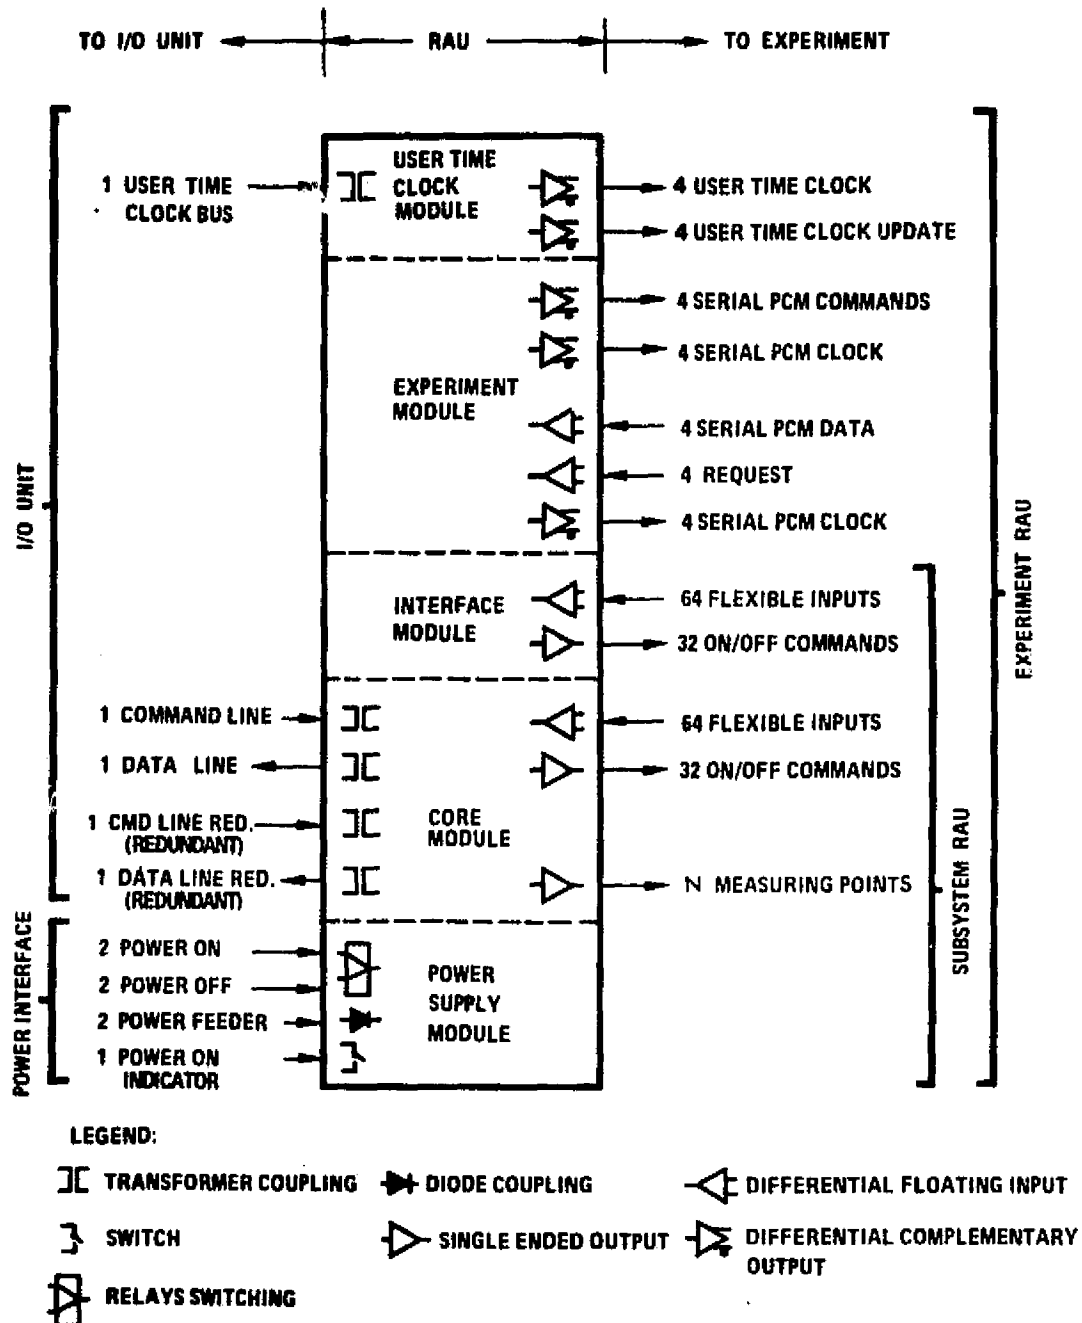 TO I/O UNIT RAU TO EXPERIMENT
1 USER TIME
CLOCK BUS
USER TIME
CLOCK
MODULE
4 USER TIME CLOCK
4 USER TIME CLOCK UPDATE
EXPERIMENT
MODULE
4 SERIAL PCM COMMANDS
4 SERIAL PCM CLOCK
4 SERIAL PCM DATA
4 REQUEST
4 SERIAL PCM CLOCK
INTERFACE
MODULE
64 FLEXIBLE INPUTS
32 ON/OFF COMMANDS
1 COMMAND LINE
1 DATA LINE
1 CMD LINE RED.
(REDUNDANT)
1 DATA LINE RED.
(REDUNDANT)
CORE
MODULE
64 FLEXIBLE INPUTS
32 ON/OFF COMMANDS
N MEASURING POINTS
2 POWER ON
2 POWER OFF
2 POWER FEEDER
1 POWER ON
INDICATOR
POWER
SUPPLY
MODULE
I/O UNIT
POWER INTERFACE
SUBSYSTEM RAU
EXPERIMENT RAU
LEGEND:
TRANSFORMER COUPLING
DIODE COUPLING
DIFFERENTIAL FLOATING INPUT
SWITCH
SINGLE ENDED OUTPUT
DIFFERENTIAL COMPLEMENTARY
OUTPUT
RELAYS SWITCHING